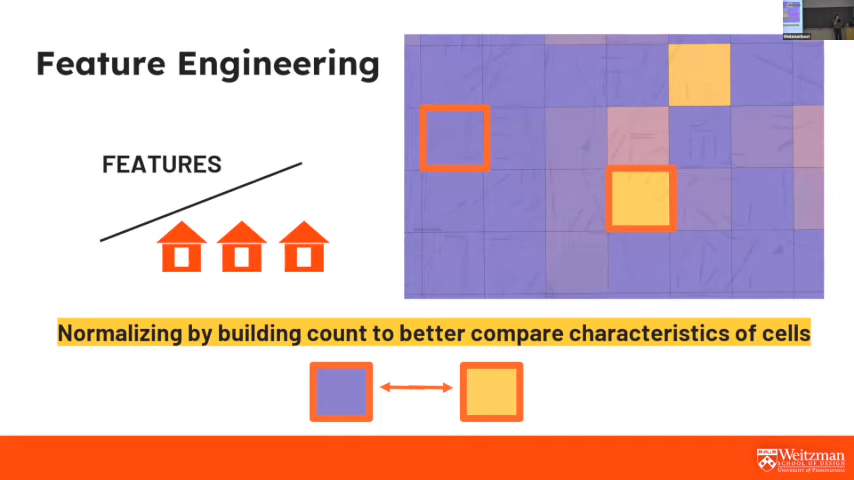 Feature Engineering
FEATURES
Normalizing by building count to better compare characteristics of cells
Weitzman
SCHOOL OF DESIGN
UNIVERSITY OF PENNSYLVANIA